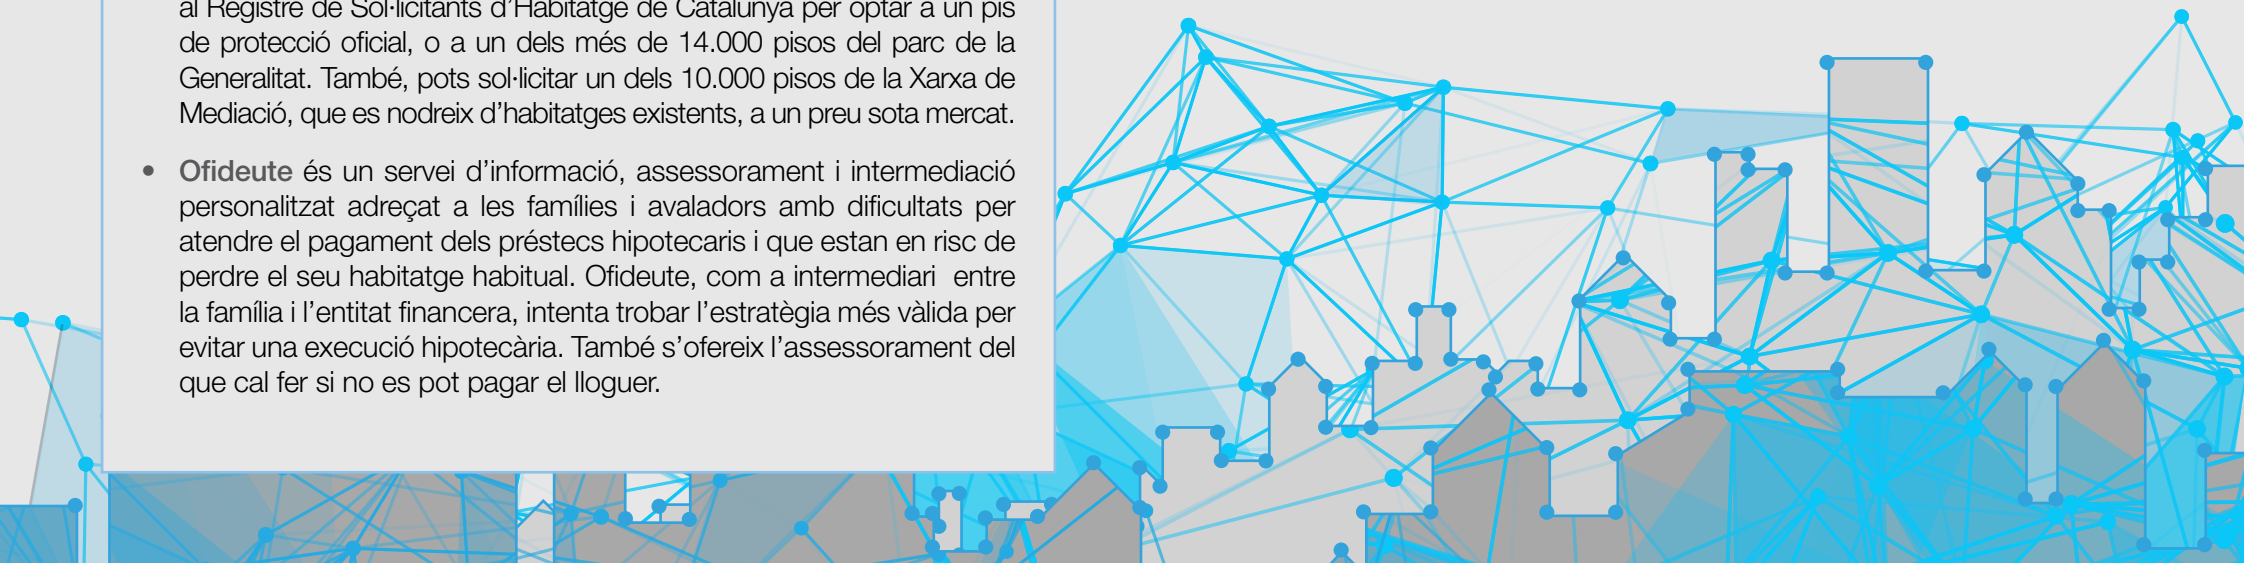 al Registre de Sol·licitants d’Habitatge de Catalunya per optar a un pis
de protecció oficial, o a un dels més de 14.000 pisos del parc de la
Generalitat. També, pots sol·licitar un dels 10.000 pisos de la Xarxa de
Mediació, que es nodreix d’habitatges existents, a un preu sota mercat.
• Ofideute és un servei d’informació, assessorament i intermediació
personalitzat adreçat a les famílies i avaladors amb dificultats per
atendre el pagament dels préstecs hipotecaris i que estan en risc de
perdre el seu habitatge habitual. Ofideute, com a intermediari  entre
la família i l’entitat financera, intenta trobar l’estratègia més vàlida per
evitar una execució hipotecària. També s’ofereix l’assessorament del
que cal fer si no es pot pagar el lloguer.